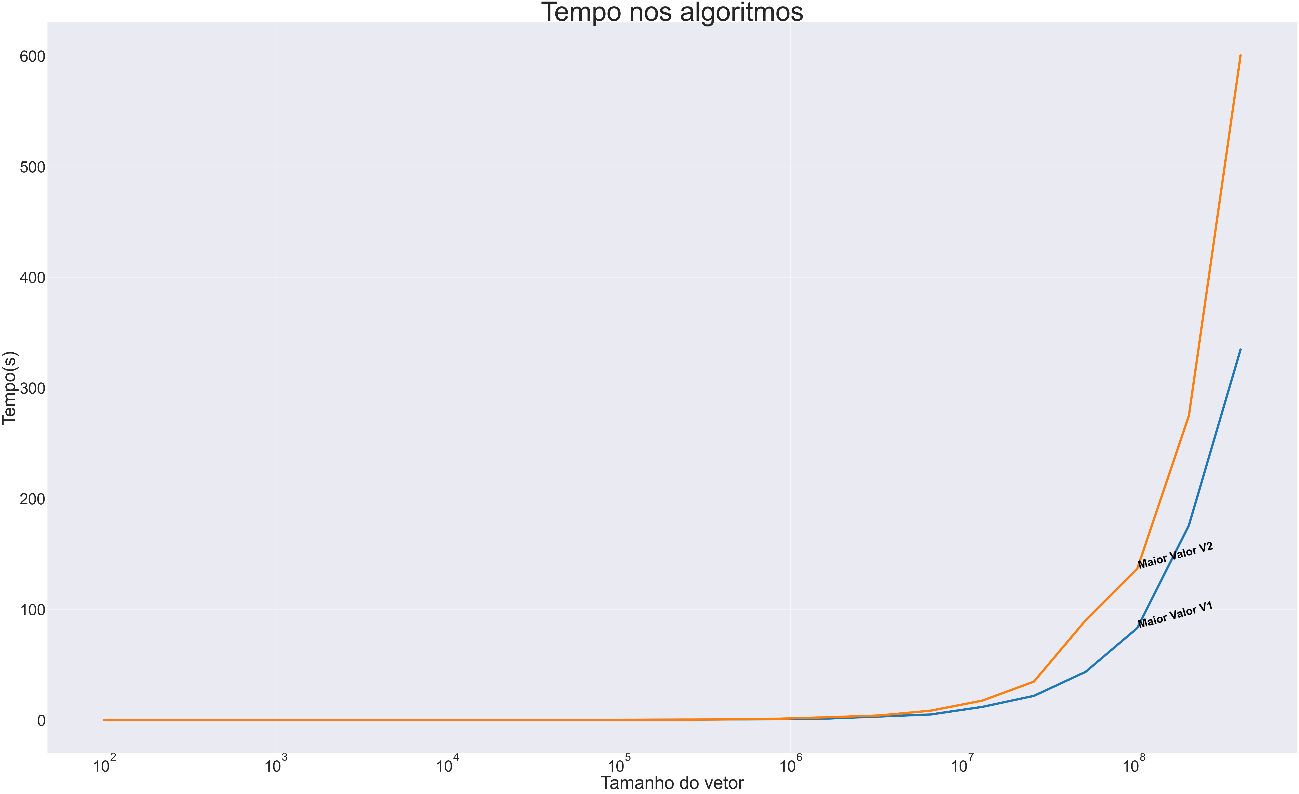 Tempo nos algoritmos
Tempo(s)
600
500
400
300
200
100
0
Maior Valor V2
Maior Valor V1
10²
10³
10⁴
10⁵
10⁶
10⁷
10⁸
Tamanho do vetor